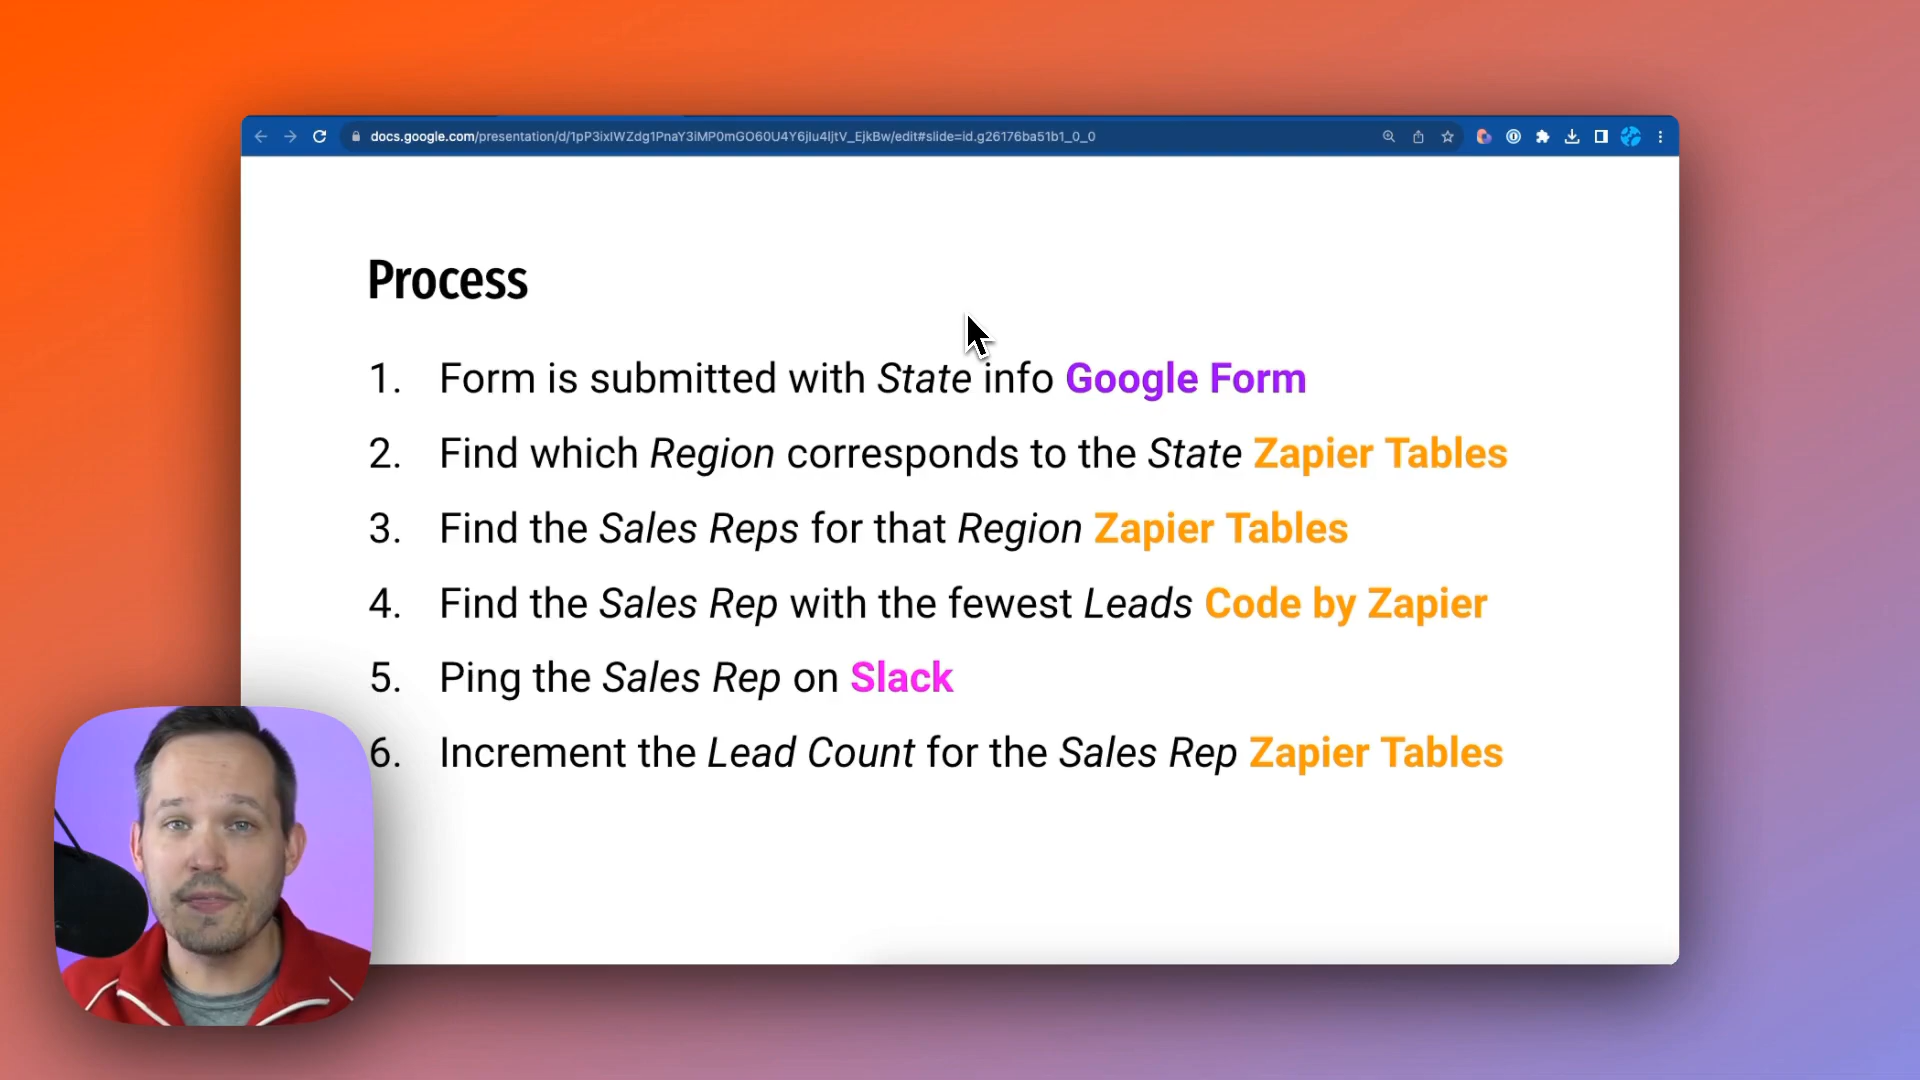 docs.google.com/presentation/d/1pP3ixIWZdg1PnaY3iMP0mGO60U4Y6jlu4ljtV_EjkBw/edit#slide=id.g26176ba51b1_0_0
Process
1. Form is submitted with State info Google Form
2. Find which Region corresponds to the State Zapier Tables
3. Find the Sales Reps for that Region Zapier Tables
4. Find the Sales Rep with the fewest Leads Code by Zapier
5. Ping the Sales Rep on Slack
6. Increment the Lead Count for the Sales Rep Zapier Tables